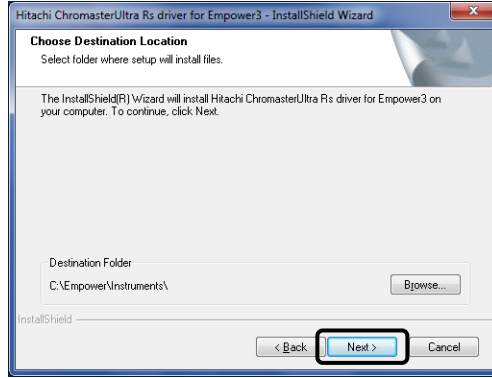 Hitachi ChromasterUltra Rs driver for Empower3 - InstallShield Wizard
Choose Destination Location
Select folder where setup will install files.
The InstallShield(R) Wizard will install Hitachi ChromasterUltra Rs driver for Empower3 on
your computer. To continue, click Next.
Destination Folder
C:\Empower\Instruments\
Browse...
InstallShield
< Back
Next >
Cancel